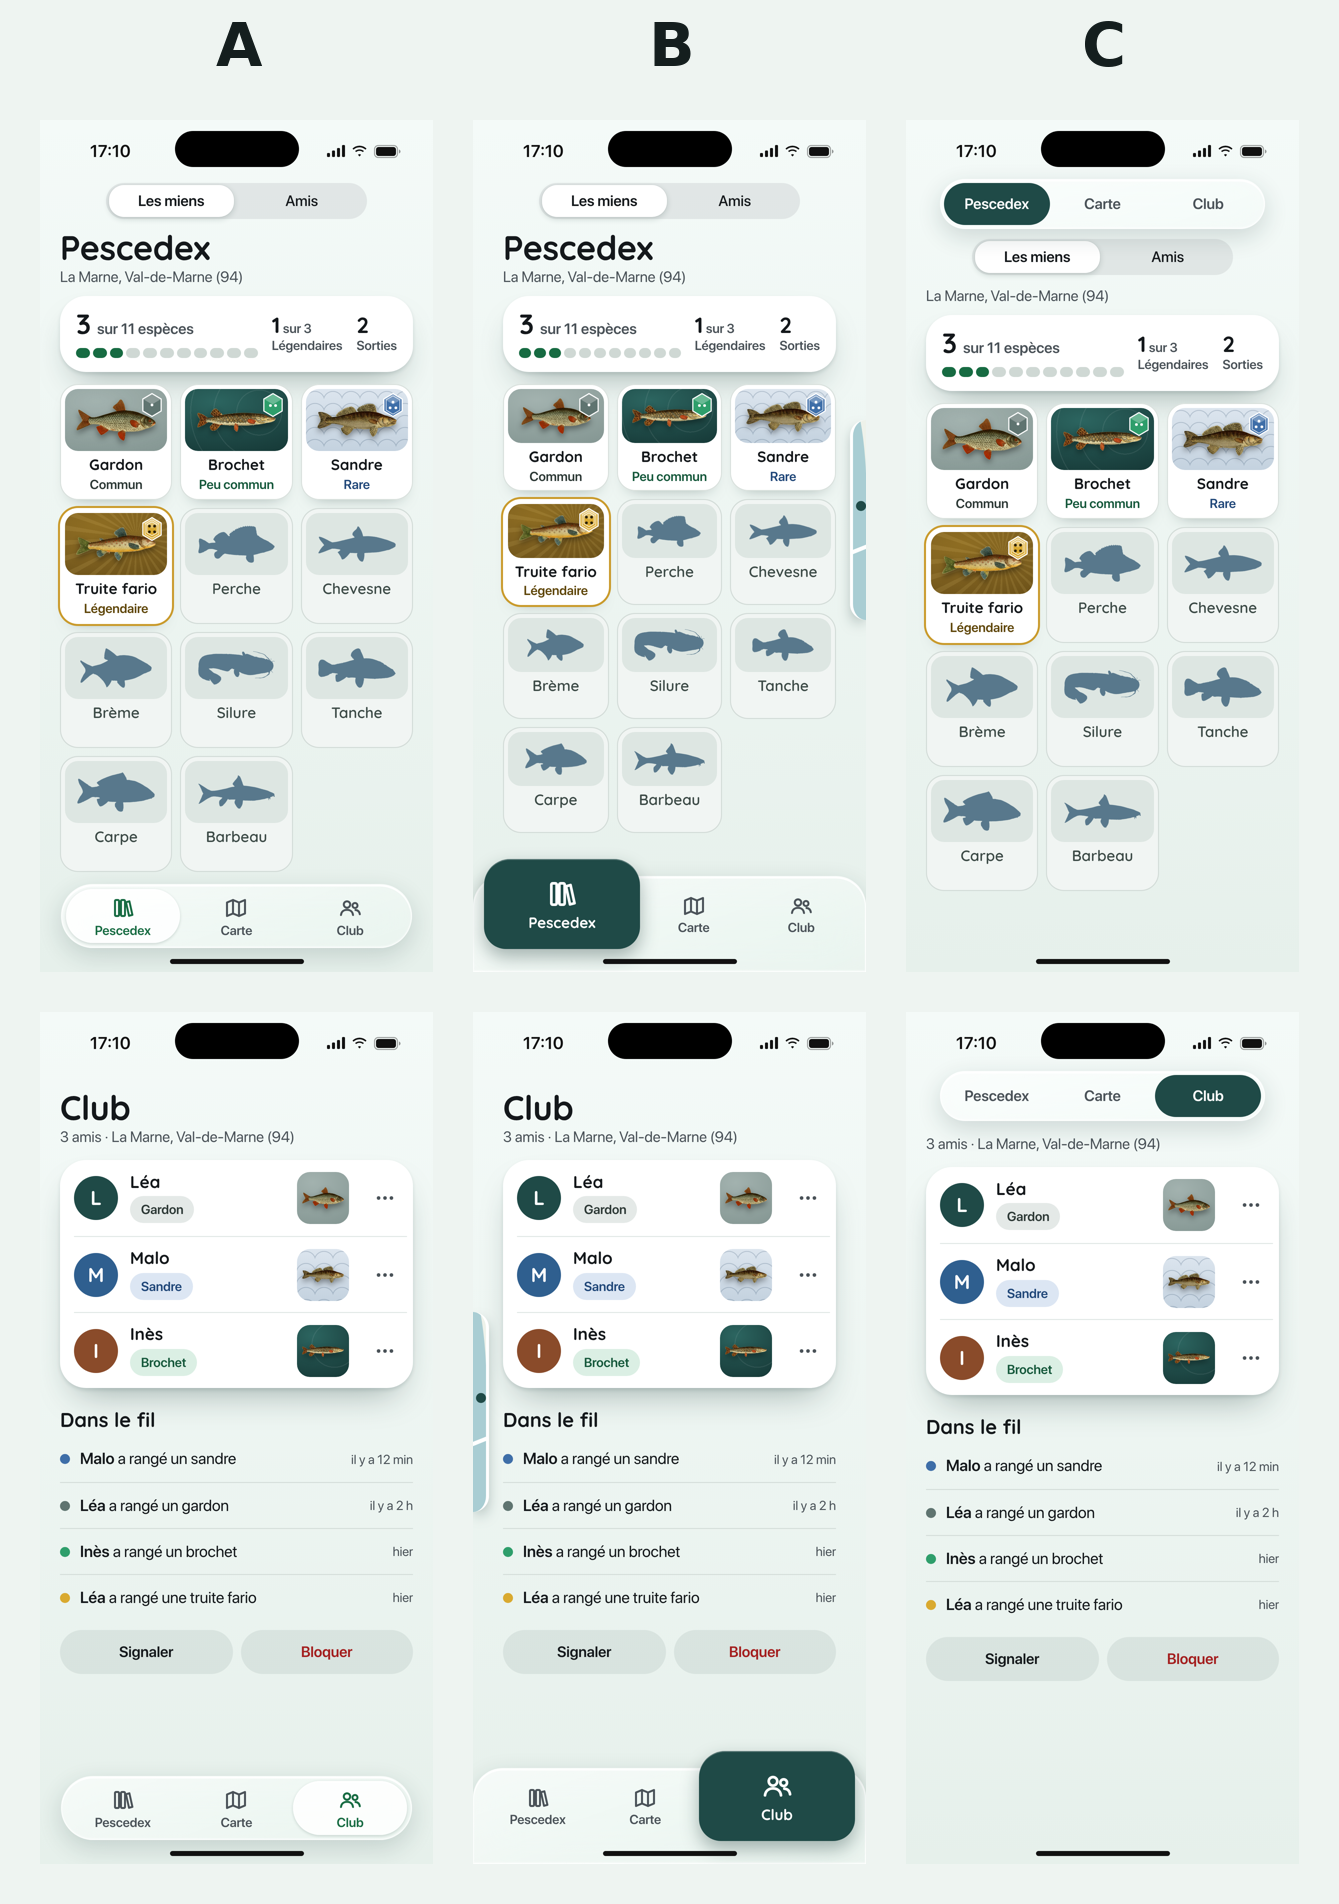 A
B
C
17:10
Les miens
Amis
Pescedex
La Marne, Val-de-Marne (94)
3 sur 11 espèces
1 sur 3
Légendaires
2
Sorties
Gardon
Commun
Brochet
Peu commun
Sandre
Rare
Truite fario
Légendaire
Perche
Chevesne
Brème
Silure
Tanche
Carpe
Barbeau
Pescedex
Carte
Club
17:10
Les miens
Amis
Pescedex
La Marne, Val-de-Marne (94)
3 sur 11 espèces
1 sur 3
Légendaires
2
Sorties
Gardon
Commun
Brochet
Peu commun
Sandre
Rare
Truite fario
Légendaire
Perche
Chevesne
Brème
Silure
Tanche
Carpe
Barbeau
Pescedex
Carte
Club
17:10
Pescedex
Carte
Club
Les miens
Amis
La Marne, Val-de-Marne (94)
3 sur 11 espèces
1 sur 3
Légendaires
2
Sorties
Gardon
Commun
Brochet
Peu commun
Sandre
Rare
Truite fario
Légendaire
Perche
Chevesne
Brème
Silure
Tanche
Carpe
Barbeau
17:10
Club
3 amis · La Marne, Val-de-Marne (94)
L
Léa
Gardon
M
Malo
Sandre
I
Inès
Brochet
Dans le fil
Malo a rangé un sandre
il y a 12 min
Léa a rangé un gardon
il y a 2 h
Inès a rangé un brochet
hier
Léa a rangé une truite fario
hier
Signaler
Bloquer
Pescedex
Carte
Club
17:10
Club
3 amis · La Marne, Val-de-Marne (94)
L
Léa
Gardon
M
Malo
Sandre
I
Inès
Brochet
Dans le fil
Malo a rangé un sandre
il y a 12 min
Léa a rangé un gardon
il y a 2 h
Inès a rangé un brochet
hier
Léa a rangé une truite fario
hier
Signaler
Bloquer
Pescedex
Carte
Club
17:10
Pescedex
Carte
Club
3 amis · La Marne, Val-de-Marne (94)
L
Léa
Gardon
M
Malo
Sandre
I
Inès
Brochet
Dans le fil
Malo a rangé un sandre
il y a 12 min
Léa a rangé un gardon
il y a 2 h
Inès a rangé un brochet
hier
Léa a rangé une truite fario
hier
Signaler
Bloquer